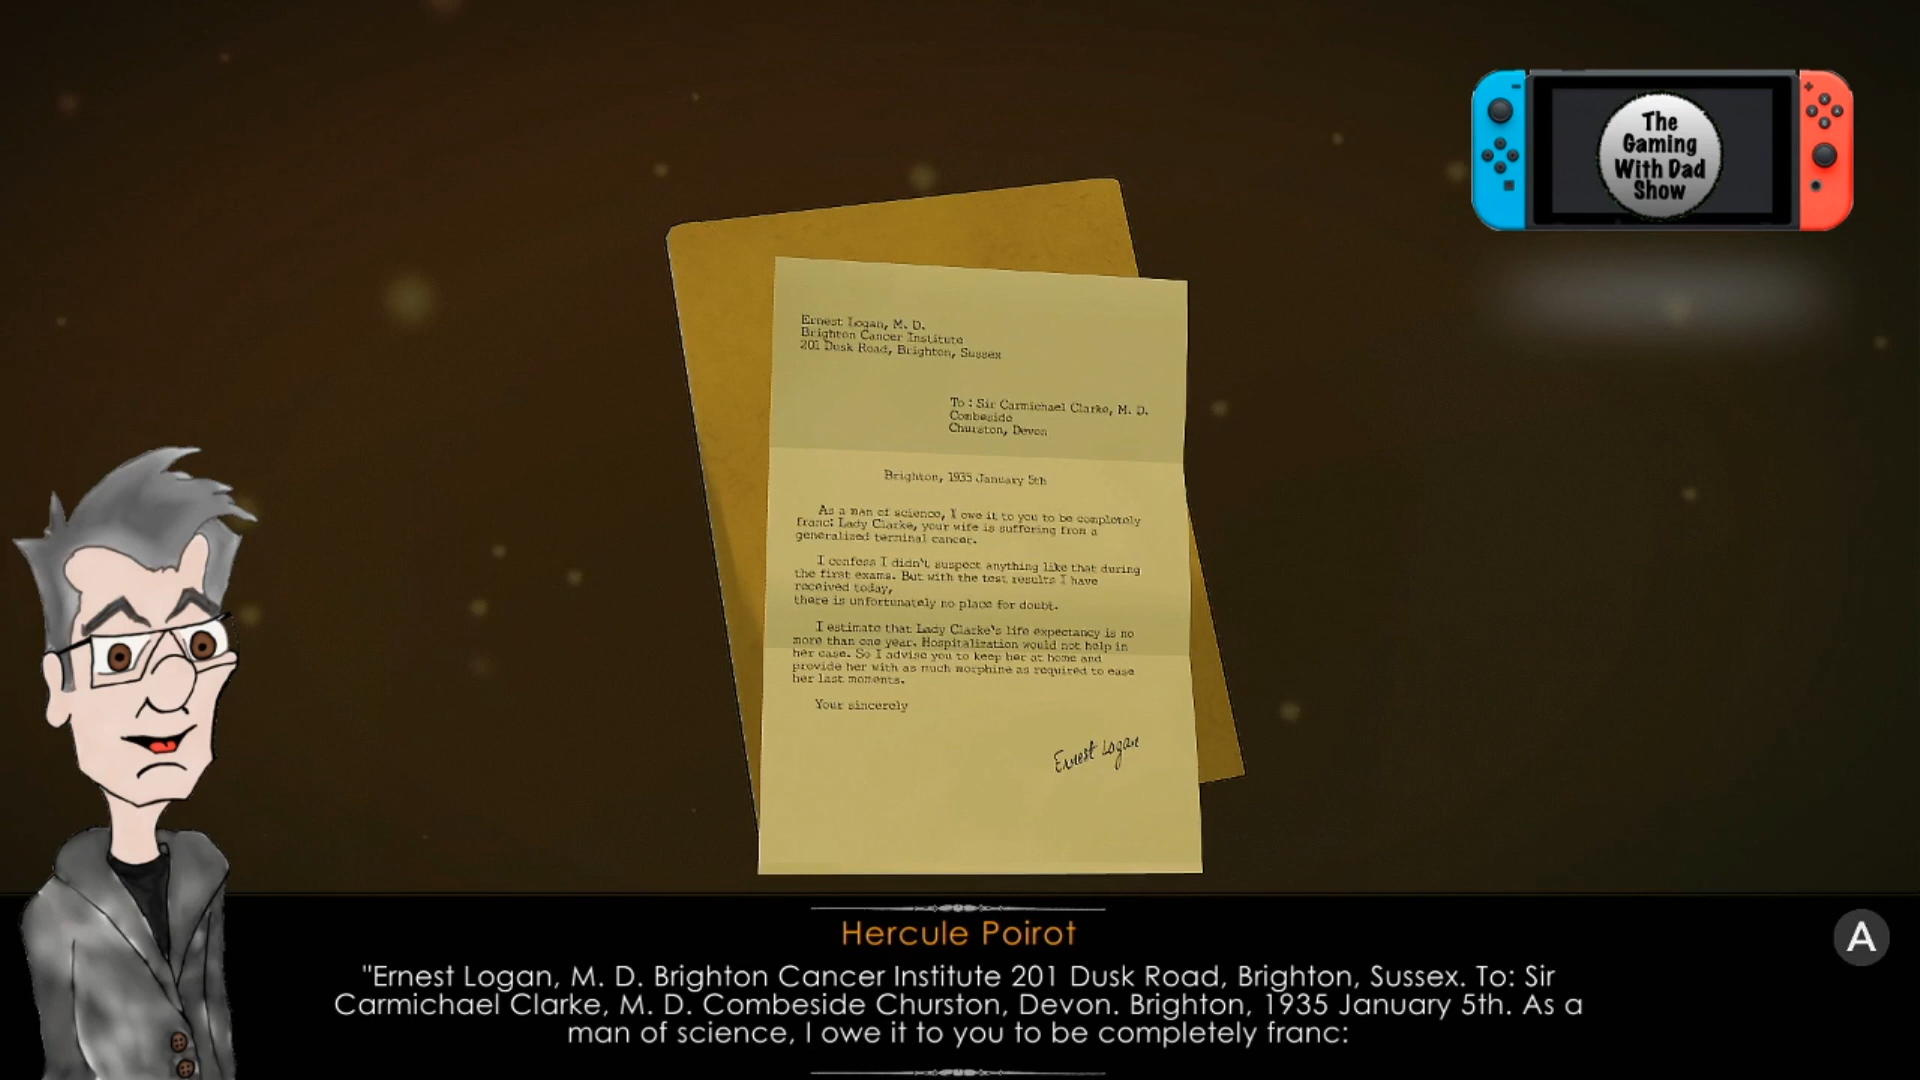 The
Gaming
With Dad
Show
Ernest Logan, M. D.
Brighton Cancer Institute
201 Dusk Road, Brighton, Sussex
To : Sir Carmichael Clarke, M. D.
Combeside
Churston, Devon
Brighton, 1935 January 5th
As a man of science, I owe it to you to be completely
franc: Lady Clarke, your wife is suffering from a
generalized terminal cancer.
I confess I didn't suspect anything like that during
the first exams. But with the test results I have
received today,
there is unfortunately no place for doubt.
I estimate that Lady Clarke's life expectancy is no
more than one year. Hospitalization would not help in
her case. So I advise you to keep her at home and
provide her with as much morphine as required to ease
her last moments.
Your sincerely
Ernest Logan
Hercule Poirot
A
"Ernest Logan, M. D. Brighton Cancer Institute 201 Dusk Road, Brighton, Sussex. To: Sir
Carmichael Clarke, M. D. Combeside Churston, Devon. Brighton, 1935 January 5th. As a
man of science, I owe it to you to be completely franc: